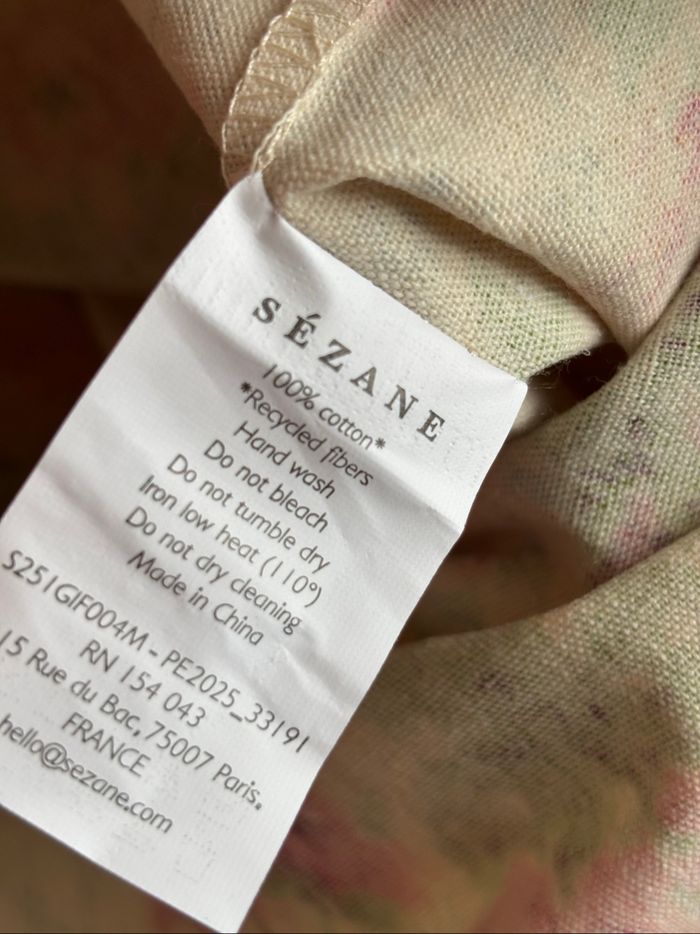 SÉZANE
100% cotton*
*Recycled fibers
Hand wash
Do not bleach
Do not tumble dry
Iron low heat (110°)
Do not dry cleaning
Made in China
S251GIF004M - PE2025_33191
RN 154 043
15 Rue du Bac, 75007 Paris.
FRANCE
hello@sezane.com